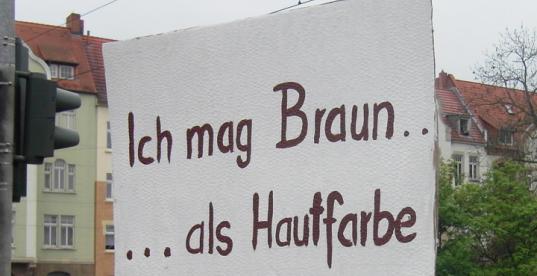 Ich mag Braun..
... als Hautfarbe